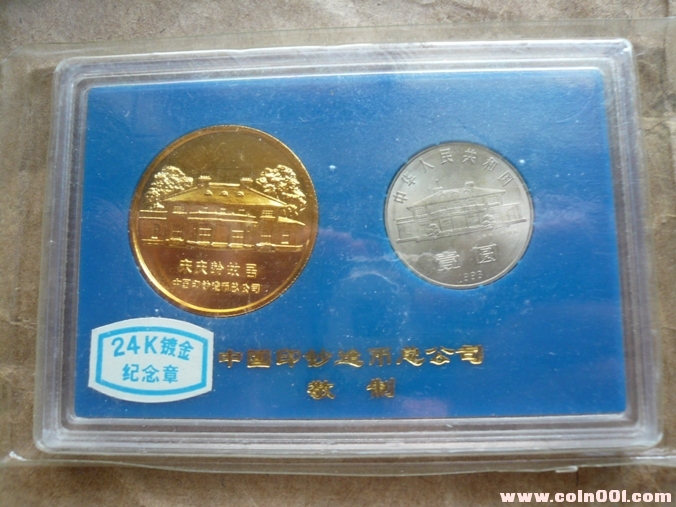 宋庆龄故居
中国印钞造币总公司
中华人民共和国
壹圆
1993
24K镀金
纪念章
中国印钞造币总公司
敬制
www.coin001.com